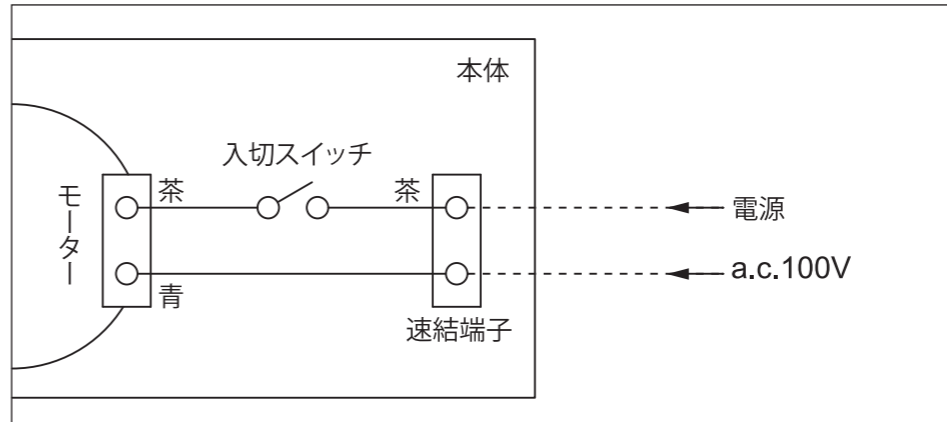 本体
入切スイッチ
モーター
茶
茶
電源
a.c.100V
青
速結端子